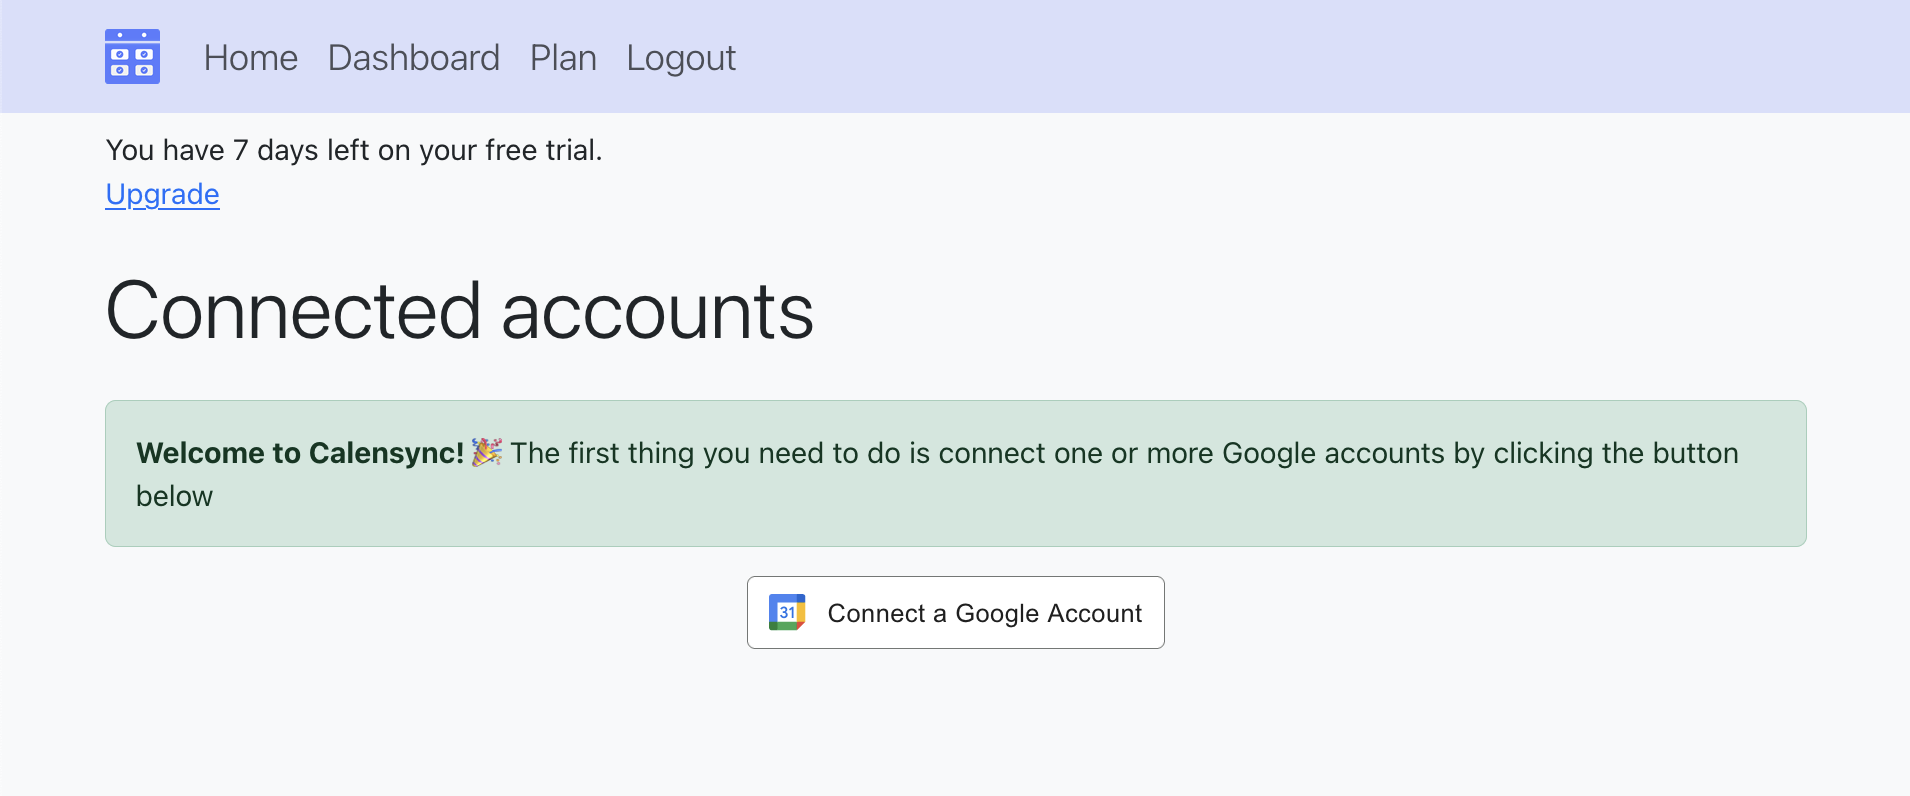 Home Dashboard Plan Logout
You have 7 days left on your free trial.
Upgrade
Connected accounts
Welcome to Calensync! 🎉 The first thing you need to do is connect one or more Google accounts by clicking the button
below
31 Connect a Google Account